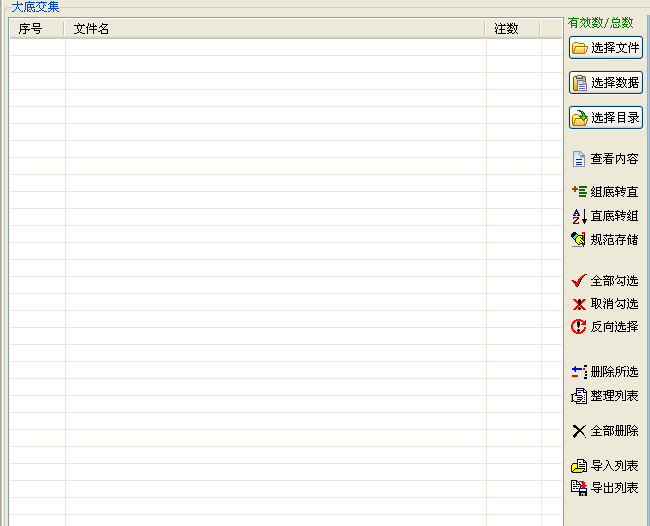 大底交集
序号 文件名 注数
有效数/总数
选择文件
选择数据
选择目录
查看内容
组底转直
直底转组
规范存储
全部勾选
取消勾选
反向选择
删除所选
整理列表
全部删除
导入列表
导出列表